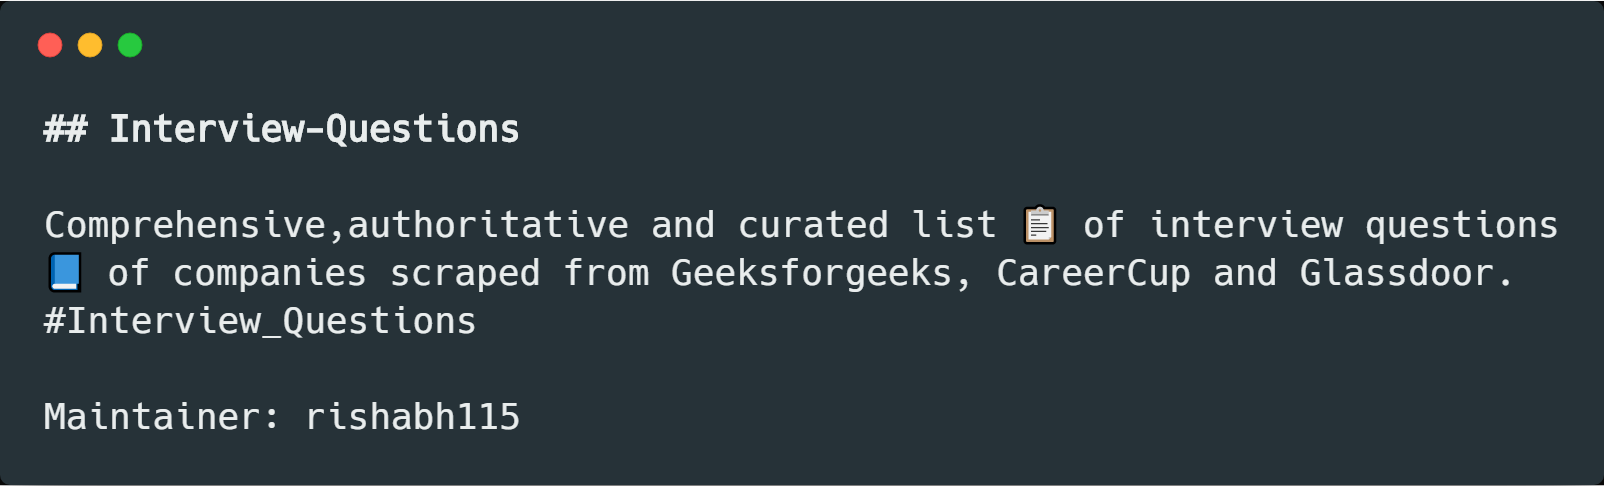 ## Interview-Questions
Comprehensive,authoritative and curated list 📋 of interview questions
📘 of companies scraped from Geeksforgeeks, CareerCup and Glassdoor.
#Interview_Questions
Maintainer: rishabh115